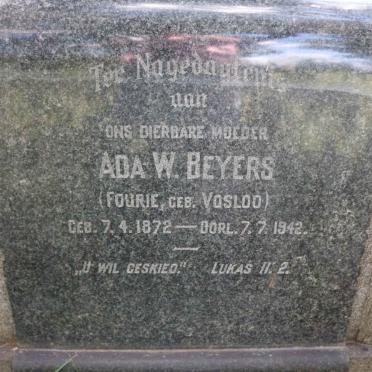 Ter Nagedagtenis
aan
ONS DIERBARE MOEDER
ADA W. BEYERS
(FOURIE, GEB. VOSLOO)
GEB. 7. 4. 1872 — OORL. 7. 7. 1942.
—
„U WIL GESKIED." LUKAS 11. 2.